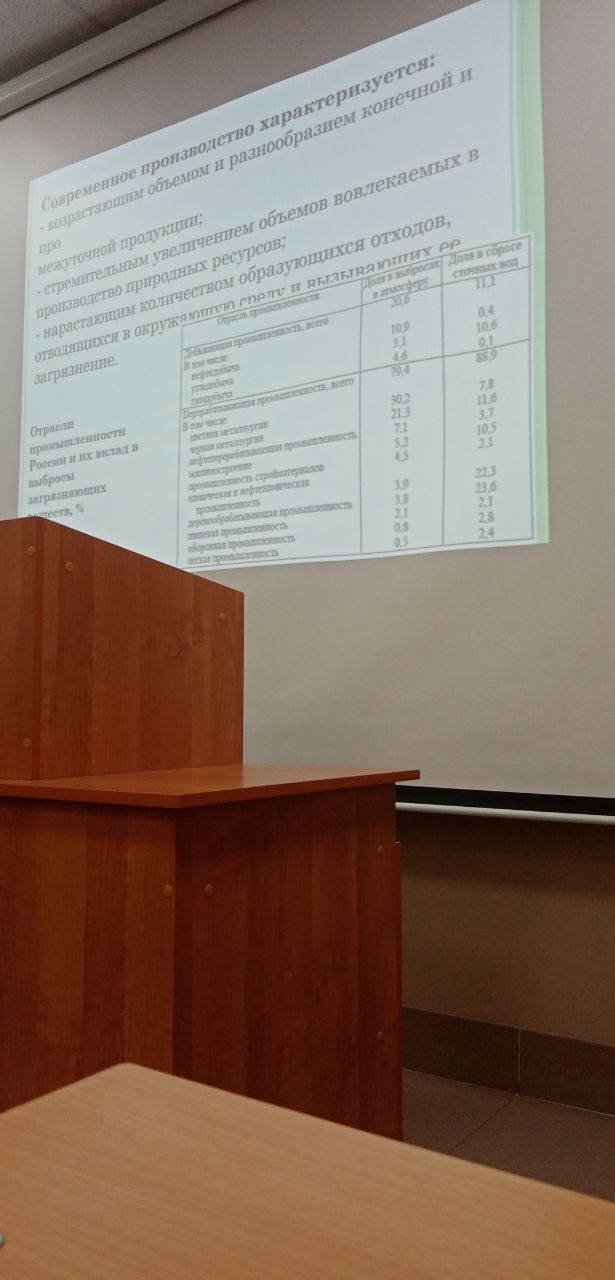 Современное производство характеризуется:
- возрастающим объемом и разнообразием конечной и
про
межуточной продукции;
- стремительным увеличением объемов вовлекаемых в
производство природных ресурсов;
- нарастающим количеством образующихся отходов,
отводящихся в окружающую среду и вызывающих ее
загрязнение.
Отрасли
промышленности
России и их вклад в
выбросы
загрязняющих
веществ, %
Отрасль промышленности Доля в выбросах в атмосферу Доля в сбросе сточных вод
Добывающая промышленность, всего 20,6 11,1
В том числе:
нефтедобыча 10,9 0,4
угледобыча 5,1 10,6
газодобыча 4,6 0,1
Перерабатывающая промышленность, всего 79,4 88,9
В том числе:
цветная металлургия 30,2 7,8
черная металлургия 21,3 11,6
нефтеперерабатывающая промышленность 7,1 3,7
машиностроение 5,2 10,5
промышленность стройматериалов 4,5 2,1
химическая и нефтехимическая
промышленность 3,9 22,3
деревообрабатывающая промышленность 3,8 23,6
пищевая промышленность 2,1 2,1
оборонная промышленность 0,8 2,8
легкая промышленность 0,5 2,4